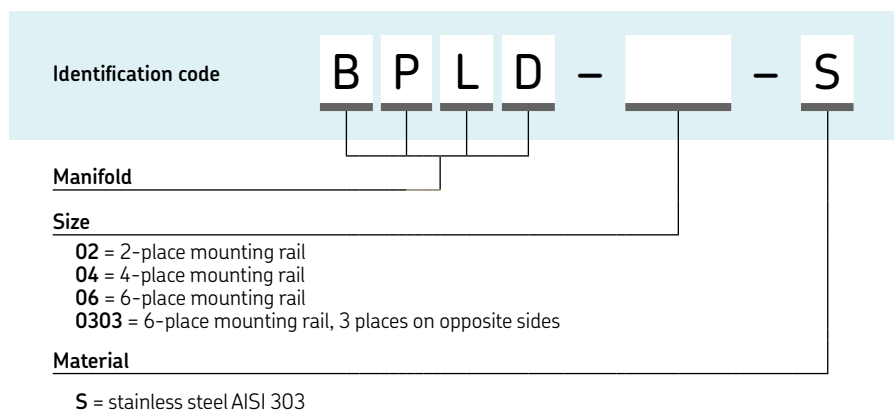 Identification code B P L D – – S
Manifold
Size
02 = 2-place mounting rail
04 = 4-place mounting rail
06 = 6-place mounting rail
0303 = 6-place mounting rail, 3 places on opposite sides
Material
S = stainless steel AISI 303